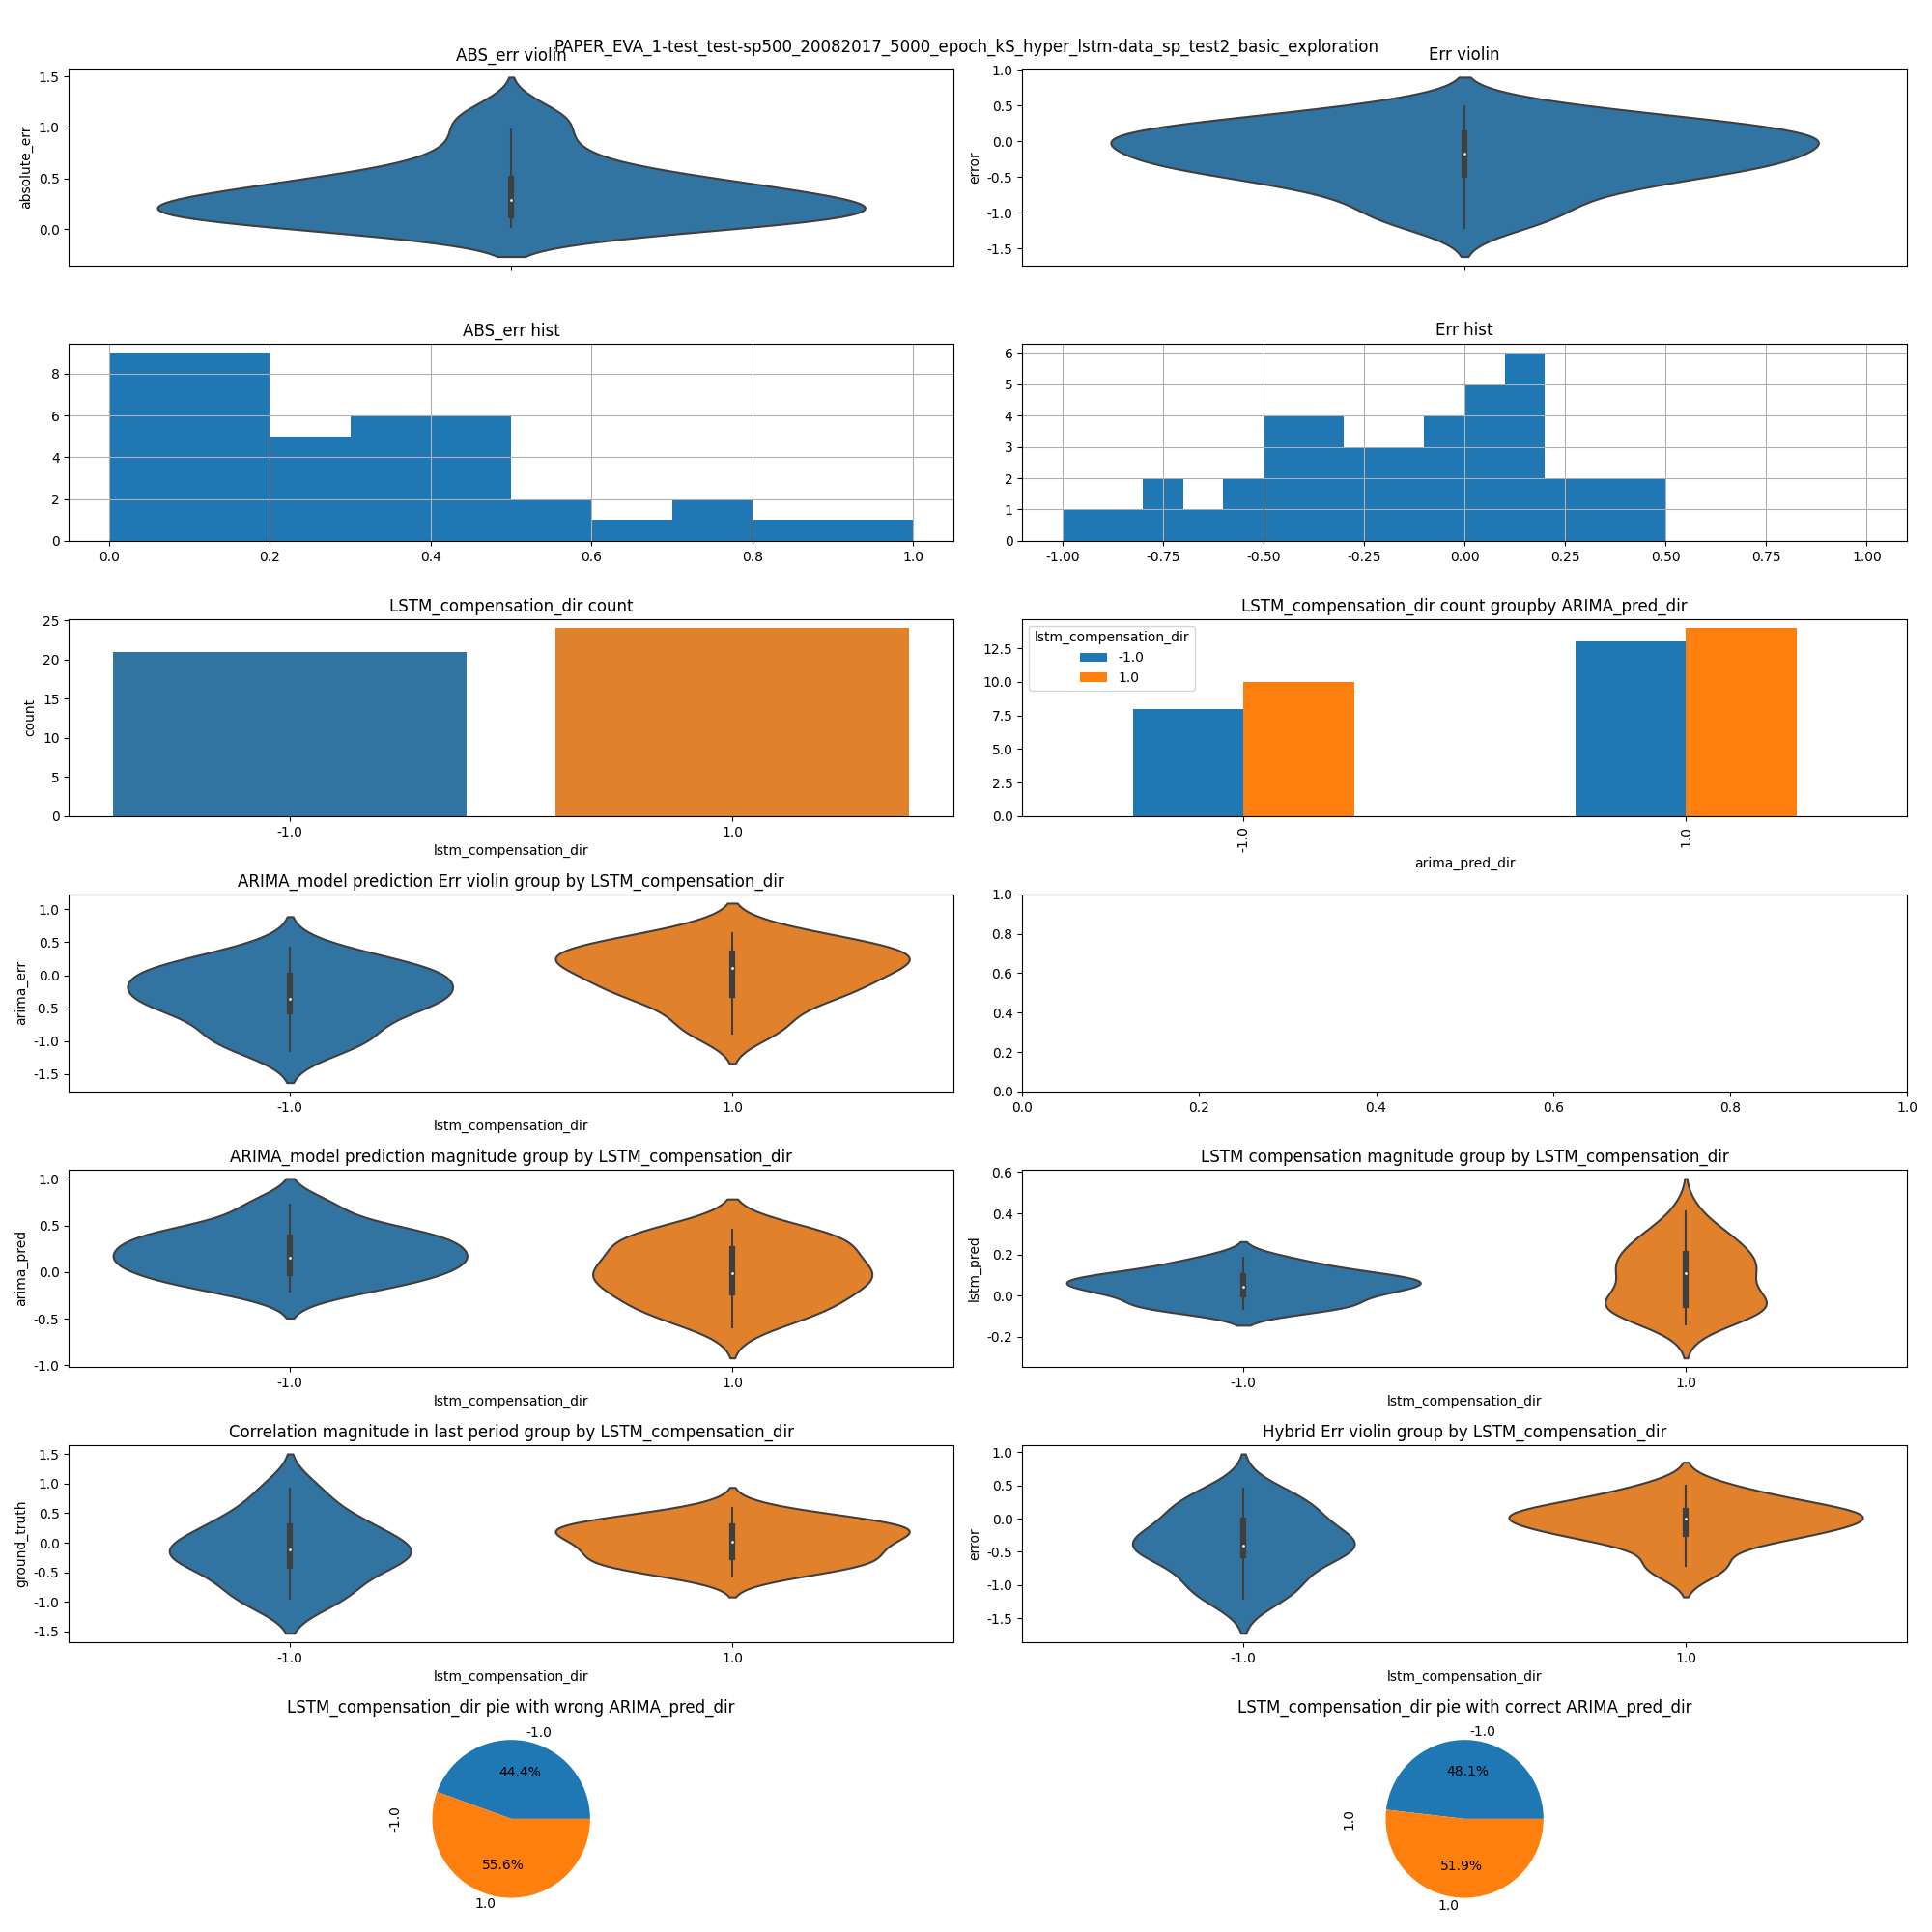 PAPER_EVA_1-test_test-sp500_20082017_5000_epoch_kS_hyper_lstm-data_sp_test2_basic_exploration
ABS_err violin
1.5
1.0
0.5
0.0
absolute_err
Err violin
1.0
0.5
0.0
-0.5
-1.0
-1.5
error
ABS_err hist
8
6
4
2
0
0.0 0.2 0.4 0.6 0.8 1.0
Err hist
6
5
4
3
2
1
0
-1.00 -0.75 -0.50 -0.25 0.00 0.25 0.50 0.75 1.00
LSTM_compensation_dir count
25
20
15
10
5
0
count
-1.0 1.0
lstm_compensation_dir
LSTM_compensation_dir count groupby ARIMA_pred_dir
lstm_compensation_dir
-1.0
1.0
12.5
10.0
7.5
5.0
2.5
0.0
-1.0 1.0
arima_pred_dir
ARIMA_model prediction Err violin group by LSTM_compensation_dir
1.0
0.5
0.0
-0.5
-1.0
-1.5
arima_err
-1.0 1.0
lstm_compensation_dir
1.0
0.8
0.6
0.4
0.2
0.0
0.0 0.2 0.4 0.6 0.8 1.0
ARIMA_model prediction magnitude group by LSTM_compensation_dir
1.0
0.5
0.0
-0.5
-1.0
arima_pred
-1.0 1.0
lstm_compensation_dir
LSTM compensation magnitude group by LSTM_compensation_dir
0.6
0.4
0.2
0.0
-0.2
lstm_pred
-1.0 1.0
lstm_compensation_dir
Correlation magnitude in last period group by LSTM_compensation_dir
1.5
1.0
0.5
0.0
-0.5
-1.0
-1.5
ground_truth
-1.0 1.0
lstm_compensation_dir
Hybrid Err violin group by LSTM_compensation_dir
1.0
0.5
0.0
-0.5
-1.0
-1.5
error
-1.0 1.0
lstm_compensation_dir
LSTM_compensation_dir pie with wrong ARIMA_pred_dir
-1.0
44.4%
-1.0
55.6%
1.0
LSTM_compensation_dir pie with correct ARIMA_pred_dir
-1.0
48.1%
1.0
51.9%
1.0